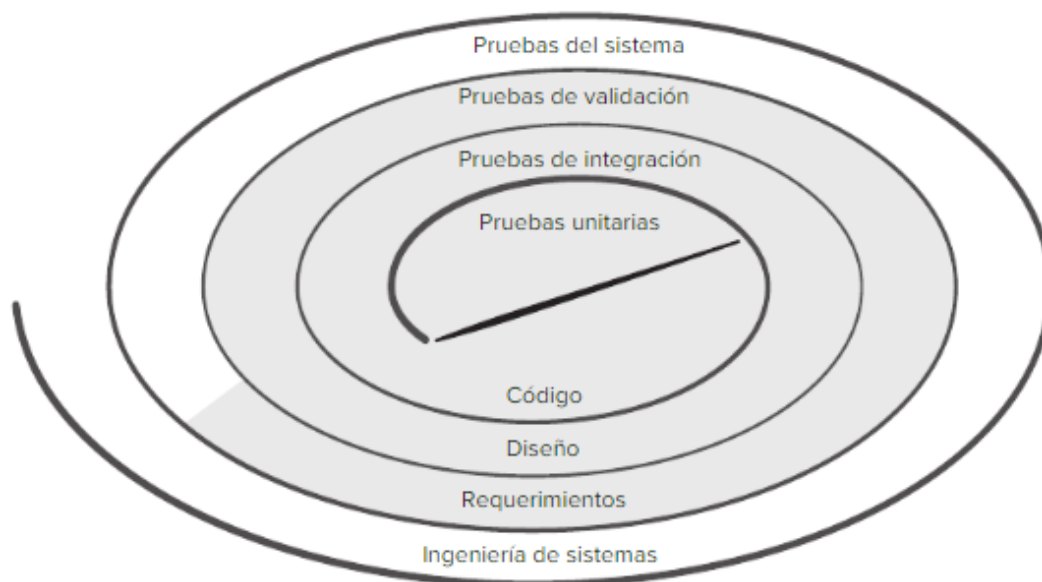 Pruebas del sistema
Pruebas de validación
Pruebas de integración
Pruebas unitarias
Código
Diseño
Requerimientos
Ingeniería de sistemas